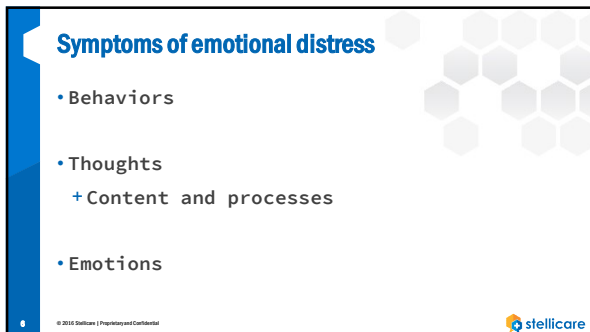 Symptoms of emotional distress
• Behaviors
• Thoughts
+ Content and processes
• Emotions
6
© 2016 Stellicare | Proprietary and Confidential
stellicare